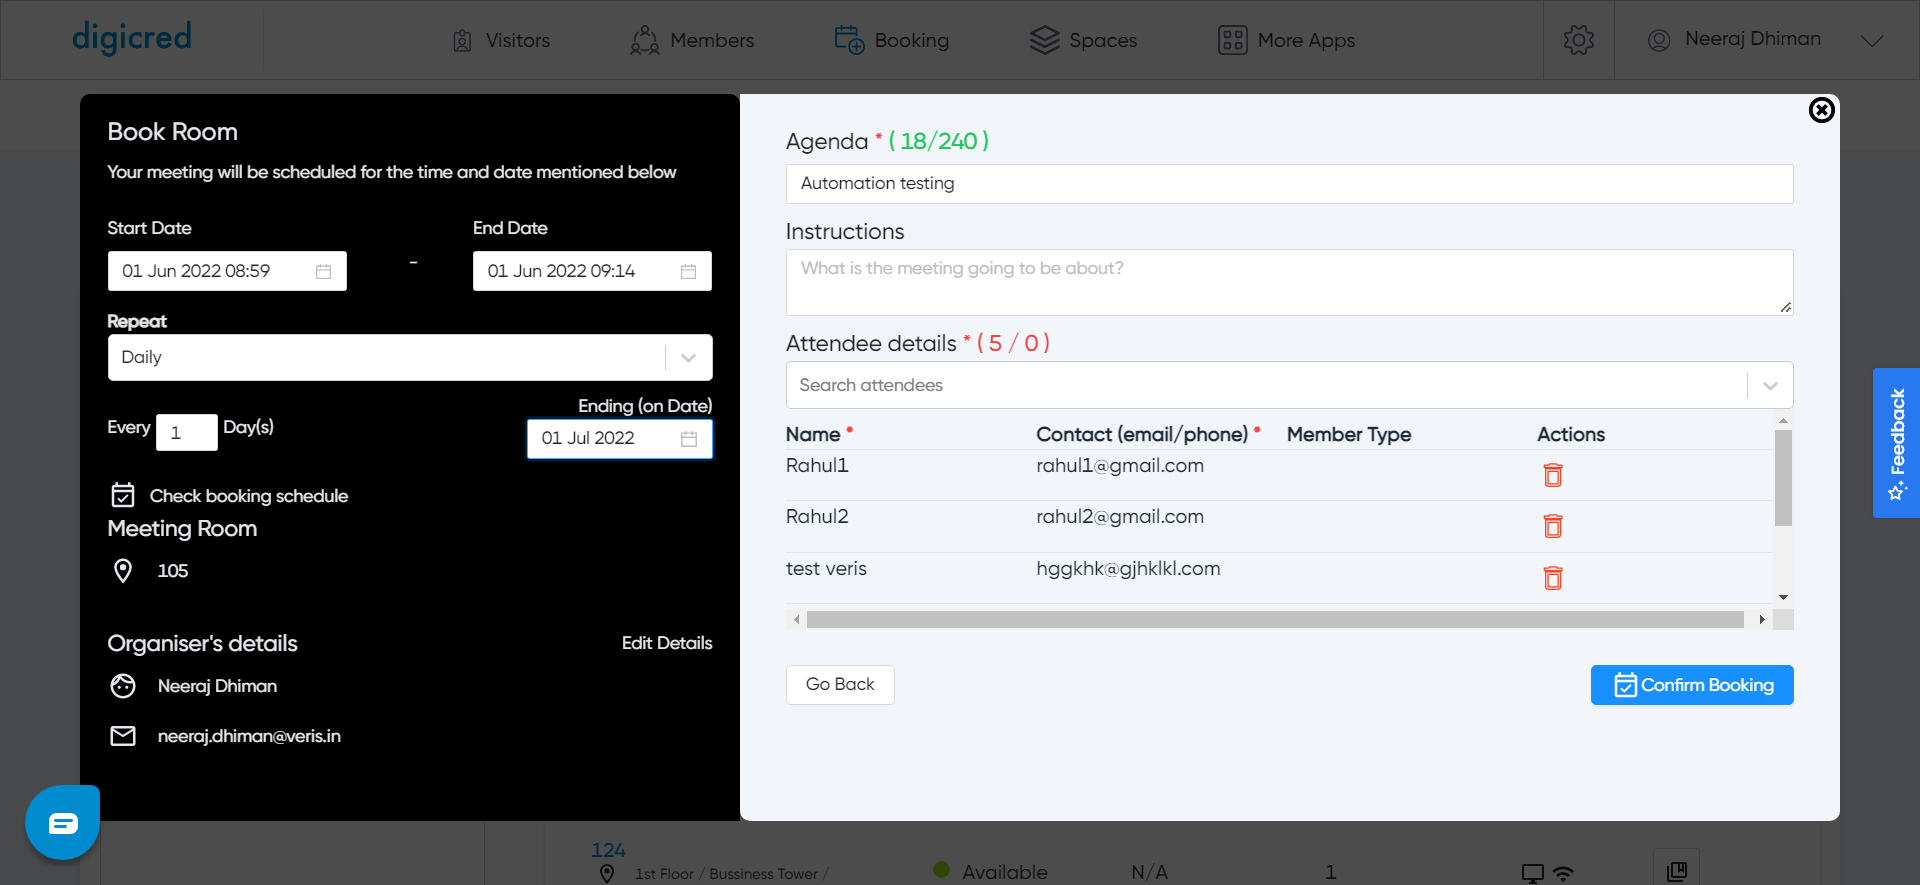 digicred
Visitors
Members
Booking
Spaces
More Apps
Neeraj Dhiman
Book Room
Your meeting will be scheduled for the time and date mentioned below
Start Date
End Date
01 Jun 2022 08:59
-
01 Jun 2022 09:14
Repeat
Daily
Ending (on Date)
Every 1 Day(s)
01 Jul 2022
Check booking schedule
Meeting Room
105
Organiser's details
Edit Details
Neeraj Dhiman
neeraj.dhiman@veris.in
Agenda * ( 18/240 )
Automation testing
Instructions
What is the meeting going to be about?
Attendee details * ( 5 / 0 )
Search attendees
Name * Contact (email/phone) * Member Type Actions
Rahul1 rahul1@gmail.com
Rahul2 rahul2@gmail.com
test veris hggkhk@gjhklkl.com
Go Back
Confirm Booking
Feedback
124
1st Floor / Bussiness Tower /
Available
N/A
1